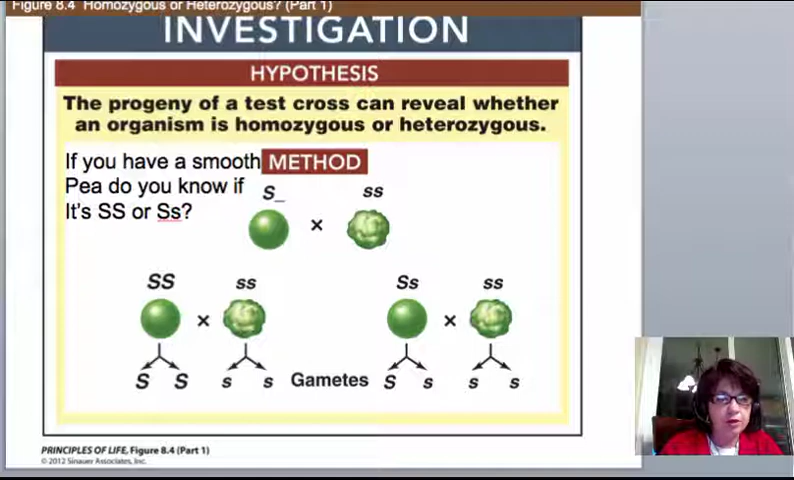 Figure 8.4 Homozygous or Heterozygous? (Part 1)
INVESTIGATION
HYPOTHESIS
The progeny of a test cross can reveal whether
an organism is homozygous or heterozygous.
If you have a smooth METHOD
Pea do you know if
It's SS or Ss?
S_ ss
×
SS ss Ss ss
× ×
S S s s Gametes S s s s
PRINCIPLES OF LIFE, Figure 8.4 (Part 1)
© 2012 Sinauer Associates, Inc.